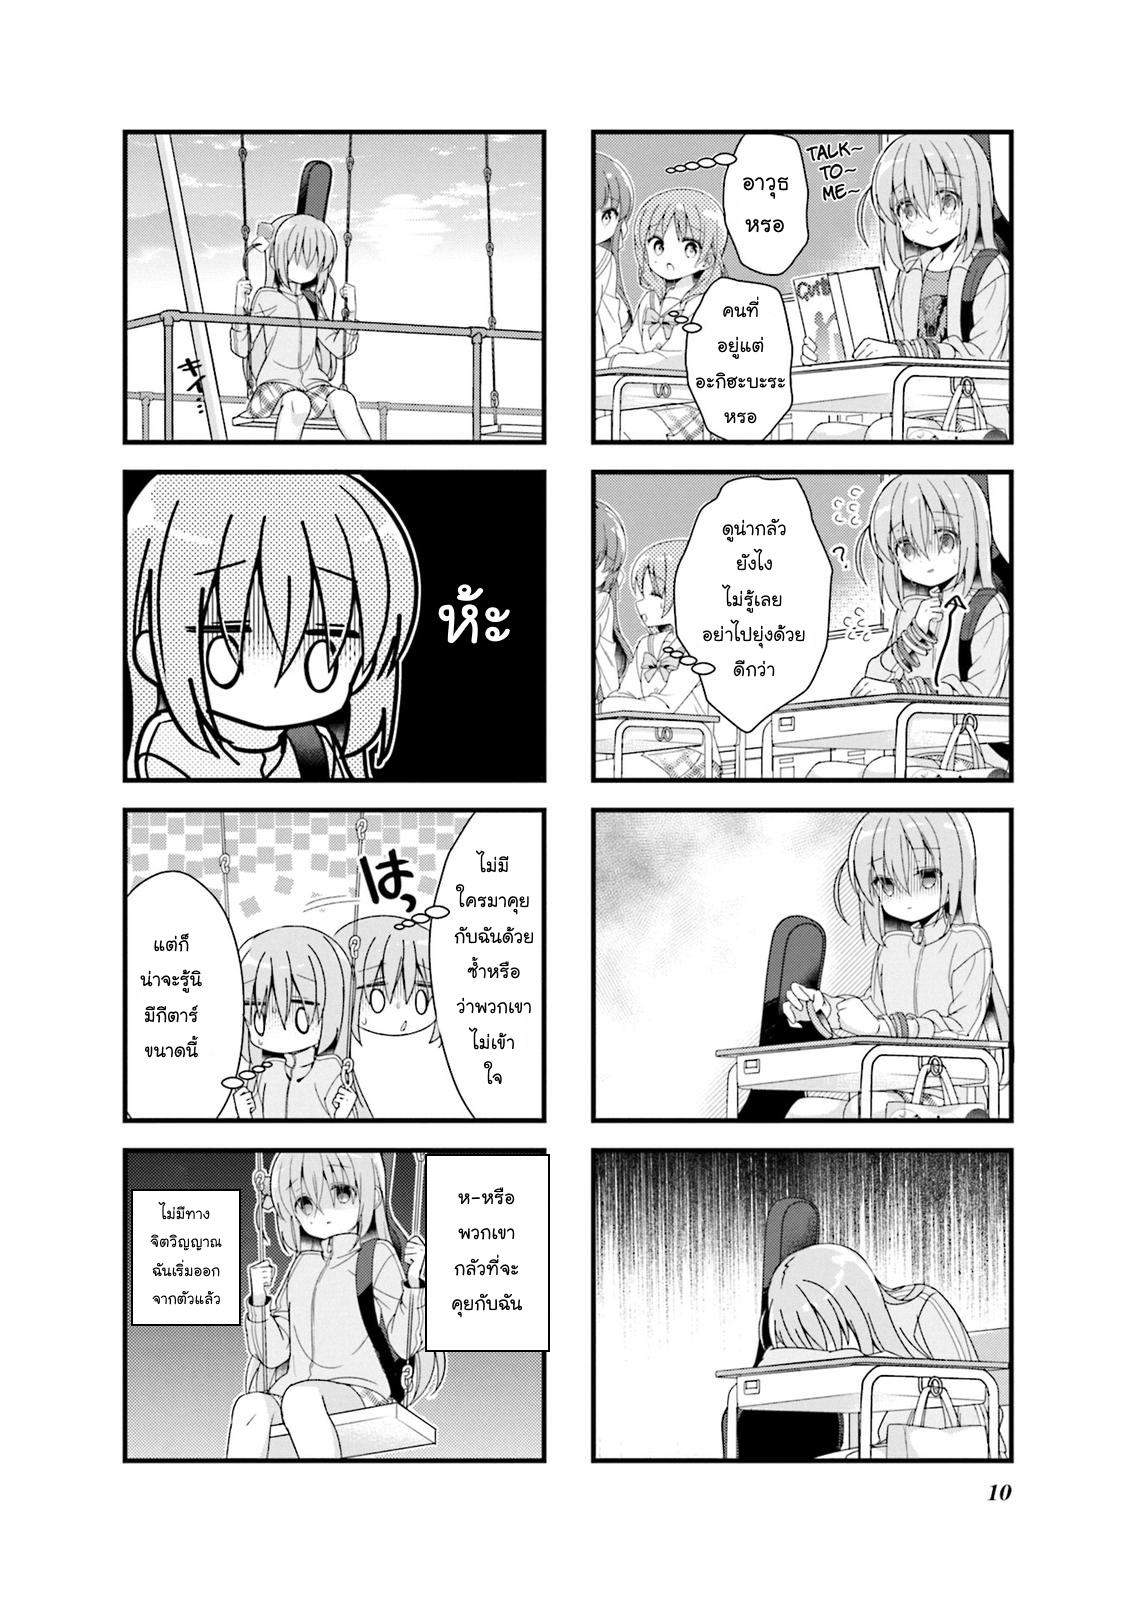 TALK~
TO~
ME~
อาวุธ
หรอ
คนที่
อยู่แต่
อะกิฮะบะระ
หรอ
ดูน่ากลัว
ยังไง
ไม่รู้เลย
อย่าไปยุ่งด้วย
ดีกว่า
?
キィ…
ห้ะ
はっ
ไม่มี
ใครมาคุย
กับฉันด้วย
ซ้ำหรือ
ว่าพวกเขา
ไม่เข้า
ใจ
แต่ก็
น่าจะรู้นิ
มีกีตาร์
ขนาดนี้
ห-หรือ
พวกเขา
กลัวที่จะ
คุยกับฉัน
ไม่มีทาง
จิตวิญญาณ
ฉันเริ่มออก
จากตัวแล้ว
10